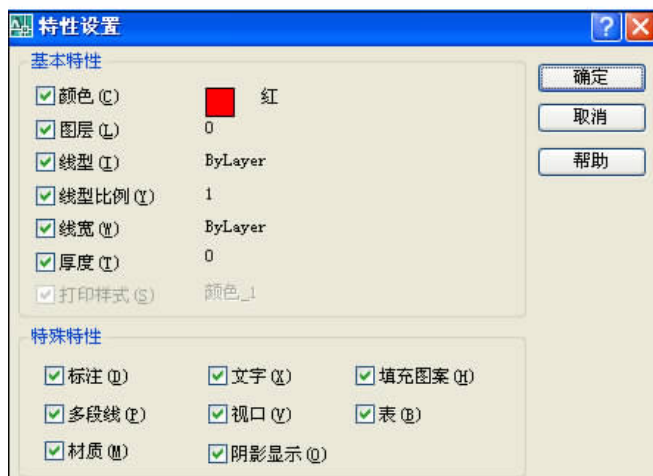 特性设置
基本特性
颜色(C) 红
图层(L) 0
线型(I) ByLayer
线型比例(Y) 1
线宽(W) ByLayer
厚度(T) 0
打印样式(S) 颜色_1
确定
取消
帮助
特殊特性
标注(D) 文字(X) 填充图案(H)
多段线(P) 视口(V) 表(B)
材质(M) 阴影显示(O)